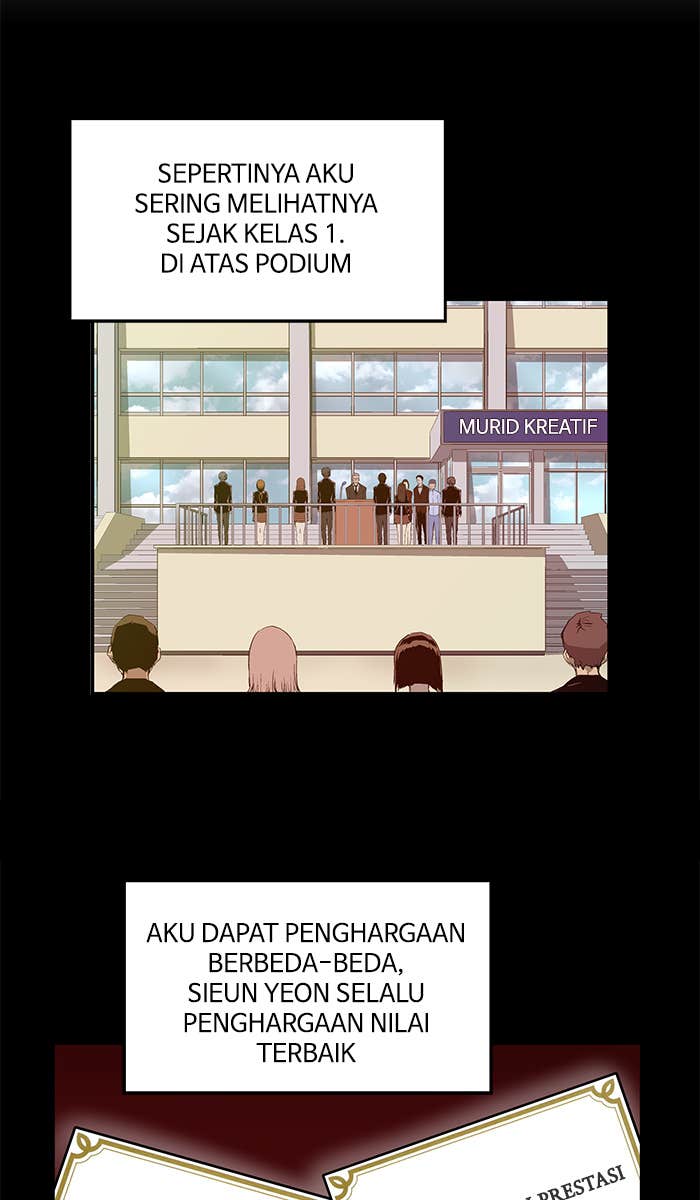 SEPERTINYA AKU
SERING MELIHATNYA
SEJAK KELAS 1.
DI ATAS PODIUM
MURID KREATIF
AKU DAPAT PENGHARGAAN
BERBEDA-BEDA,
SIEUN YEON SELALU
PENGHARGAAN NILAI
TERBAIK
PRESTASI